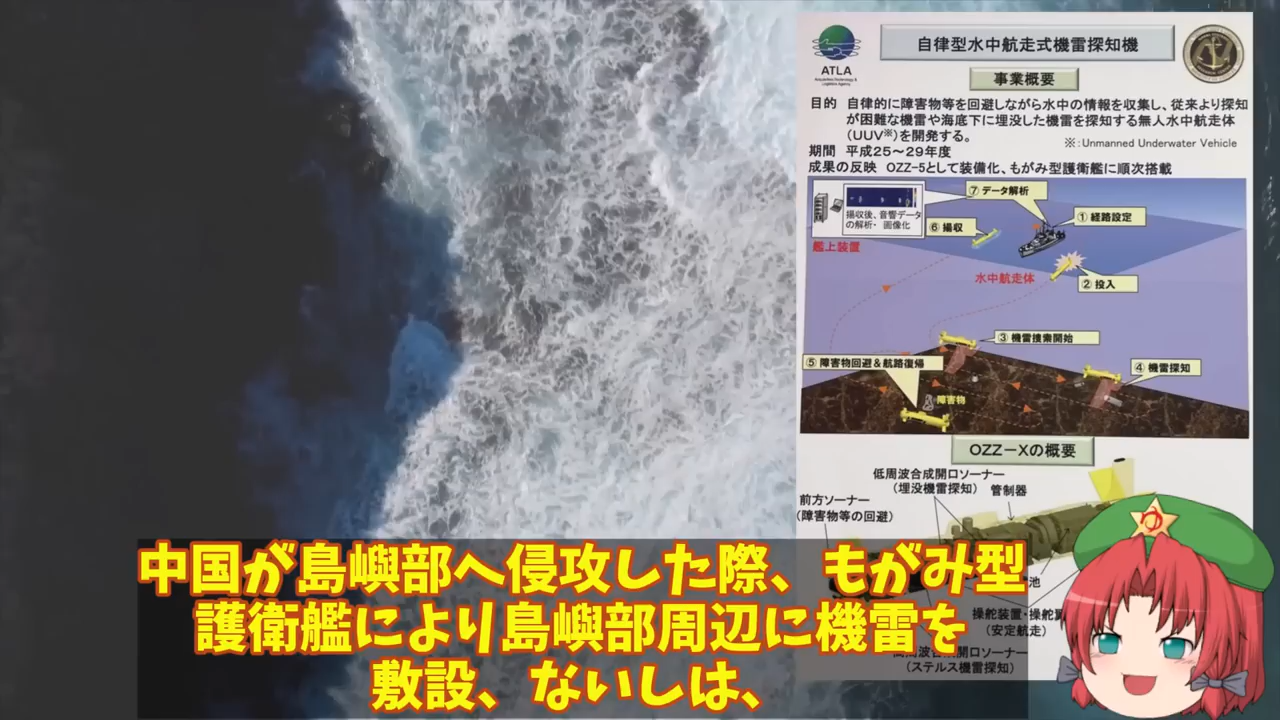 自律型水中航走式機雷探知機
ATLA
事業概要
目的 自律的に障害物等を回避しながら水中の情報を収集し、従来より探知
が困難な機雷や海底下に埋没した機雷を探知する無人水中航走体
(UUV※)を開発する。
※:Unmanned Underwater Vehicle
期間 平成25～29年度
成果の反映 OZZ-5として装備化、もがみ型護衛艦に順次搭載
⑦データ解析
揚収後、音響データ
の解析・画像化
①経路設定
⑥揚収
艦上装置
水中航走体
②投入
③機雷捜索開始
⑤障害物回避&航路復帰
④機雷探知
障害物
OZZ-Xの概要
低周波合成開口ソーナー
(埋没機雷探知)
管制器
前方ソーナー
(障害物等の回避)
池
操舵装置・操舵翼
(安定航走)
周波合成開口ソーナー
(ステルス機雷探知)
中国が島嶼部へ侵攻した際、もがみ型
護衛艦により島嶼部周辺に機雷を
敷設、ないしは、